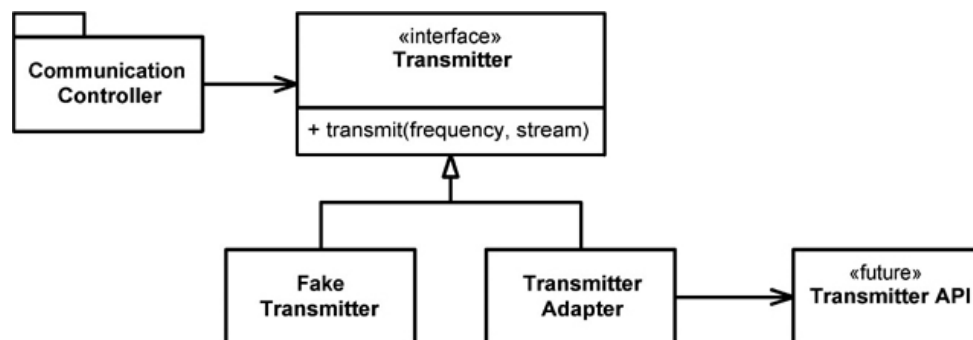 «interface»
Transmitter
Communication
Controller
+ transmit(frequency, stream)
Fake
Transmitter
Transmitter
Adapter
«future»
Transmitter API